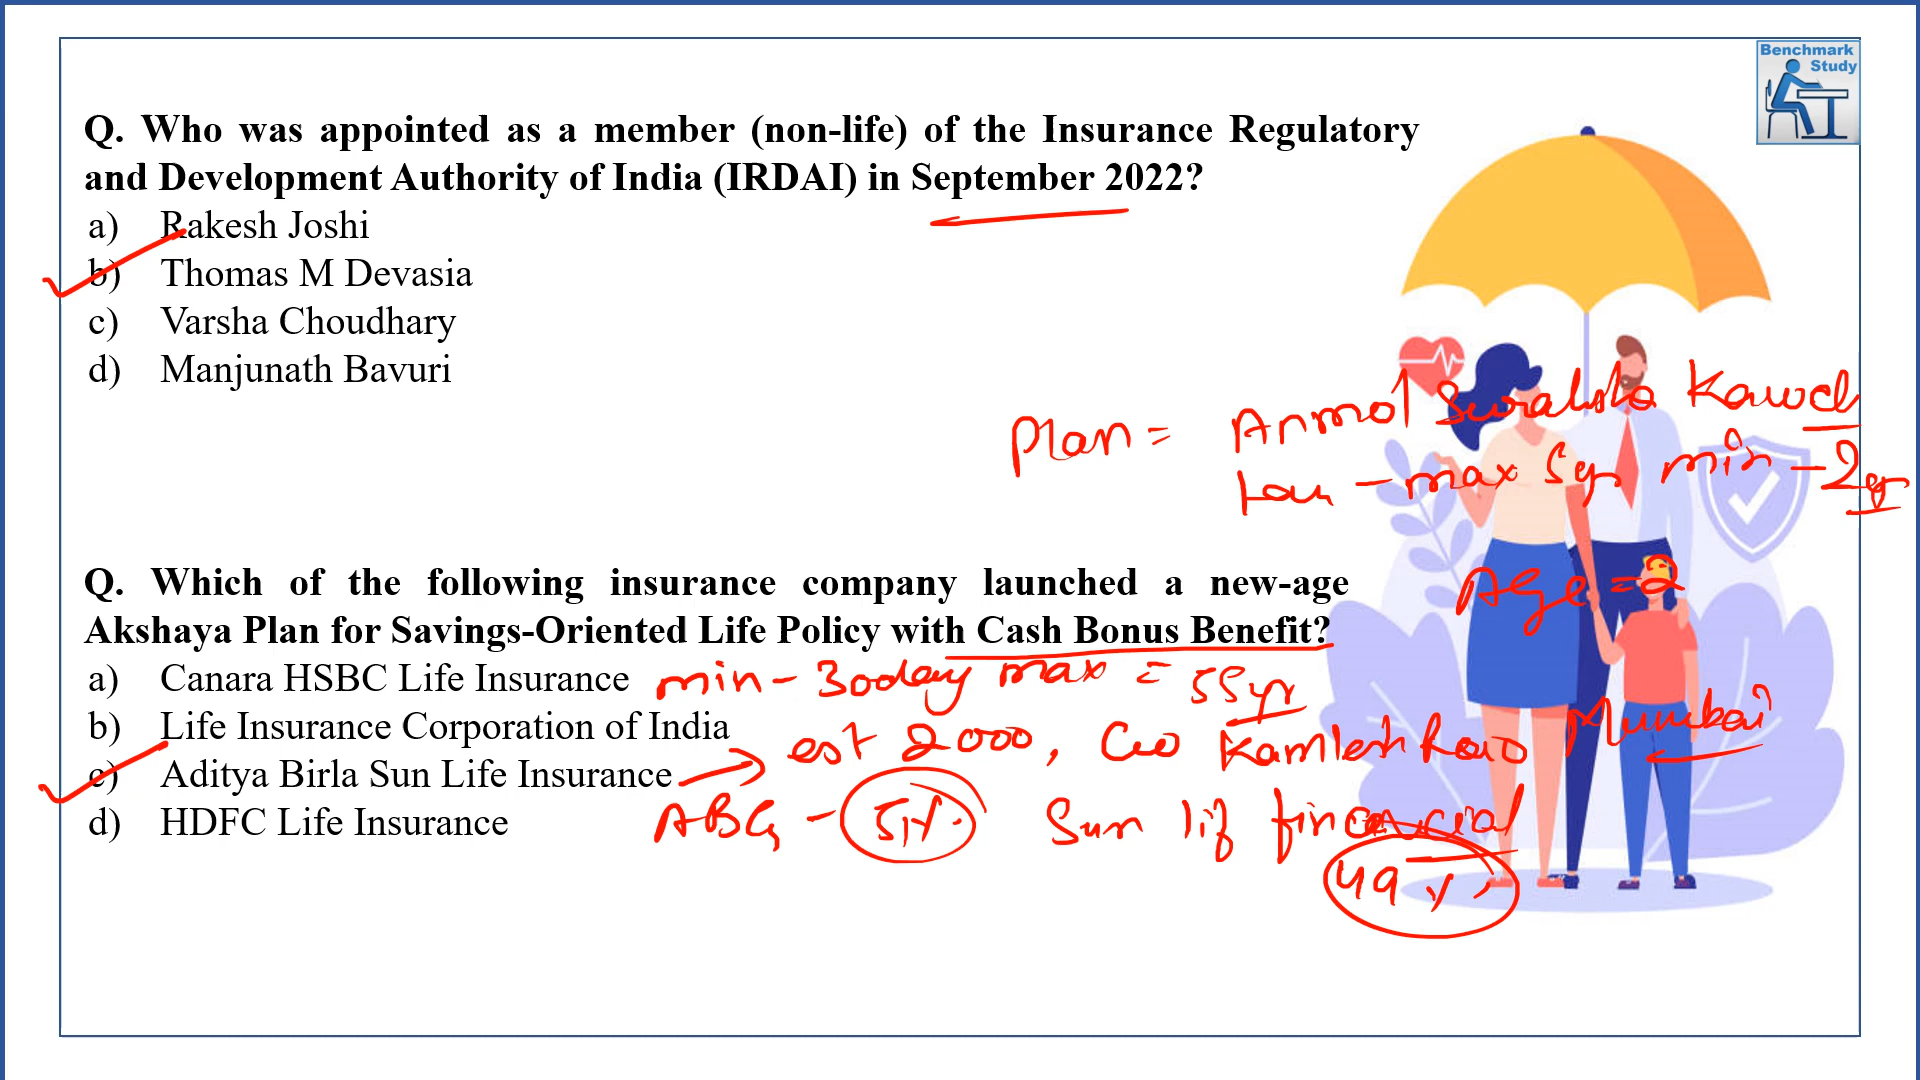 Benchmark
Study
Q. Who was appointed as a member (non-life) of the Insurance Regulatory
and Development Authority of India (IRDAI) in September 2022?
a) Rakesh Joshi
b) Thomas M Devasia
c) Varsha Choudhary
d) Manjunath Bavuri
Plan = Anmol Suraksha Kawach
- max 5yr min - 2yr
Q. Which of the following insurance company launched a new-age
Age = 2
Akshaya Plan for Savings-Oriented Life Policy with Cash Bonus Benefit?
a) Canara HSBC Life Insurance min - 30day max = 55yr
b) Life Insurance Corporation of India
est 2000, CEO Kamlesh Rao Mumbai
c) Aditya Birla Sun Life Insurance
d) HDFC Life Insurance ABG - 51%. Sun lif financial
49%.